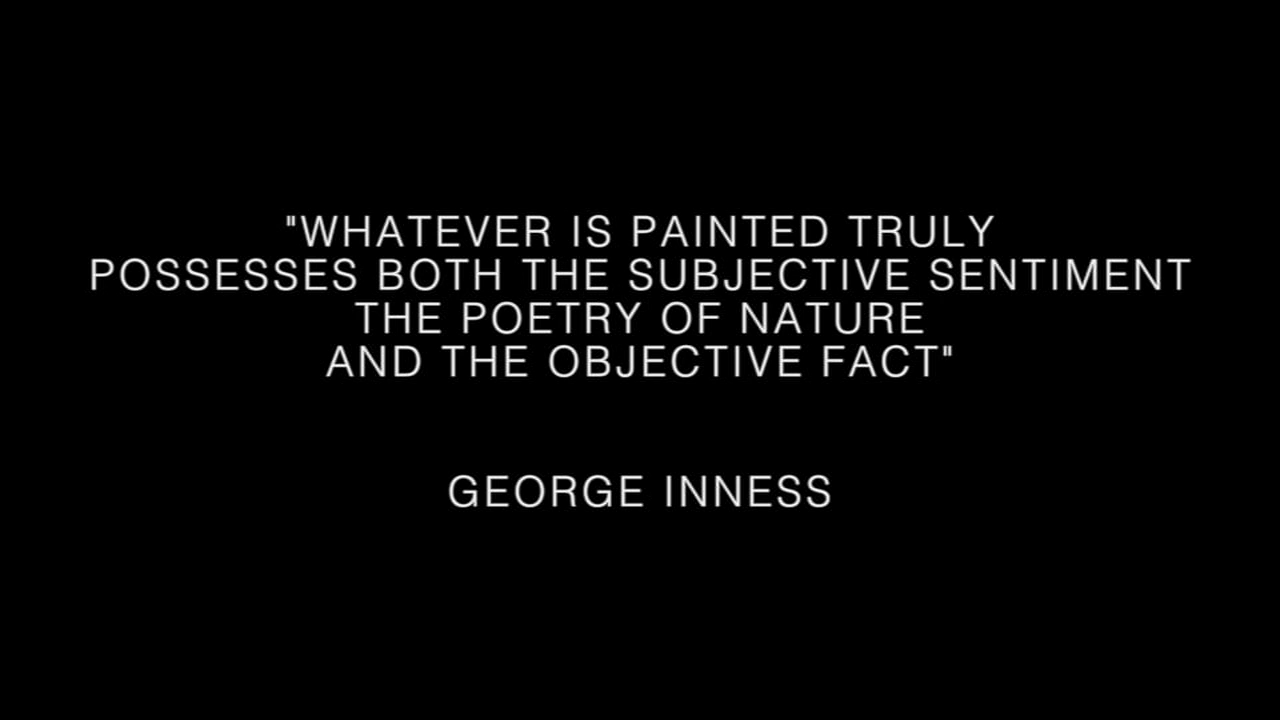 "WHATEVER IS PAINTED TRULY
POSSESSES BOTH THE SUBJECTIVE SENTIMENT
THE POETRY OF NATURE
AND THE OBJECTIVE FACT"
GEORGE INNESS